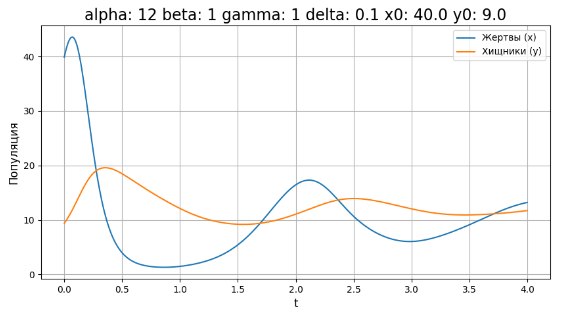 alpha: 12 beta: 1 gamma: 1 delta: 0.1 x0: 40.0 y0: 9.0
Жертвы (x)
Хищники (y)
Популяция
40
30
20
10
0
0.0 0.5 1.0 1.5 2.0 2.5 3.0 3.5 4.0
t